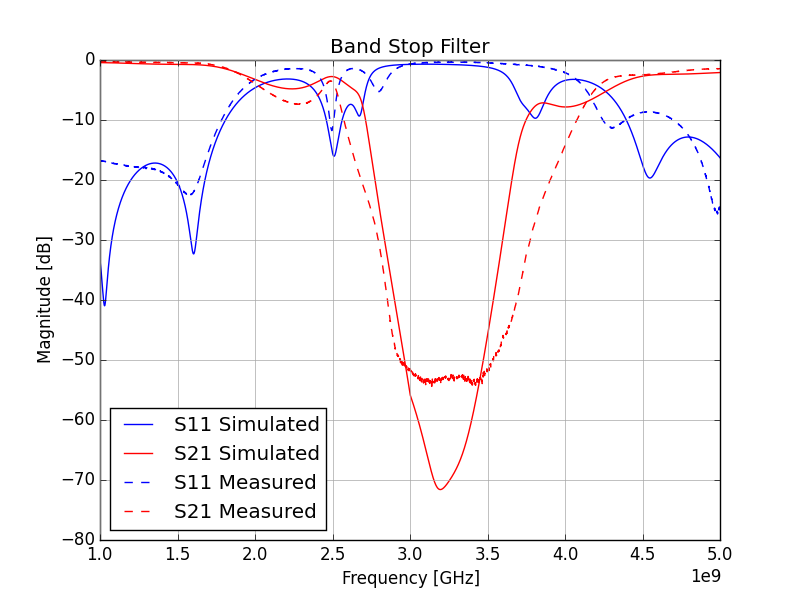 Band Stop Filter
Magnitude [dB]
0
−10
−20
−30
−40
−50
−60
−70
−80
S11 Simulated
S21 Simulated
S11 Measured
S21 Measured
1.0 1.5 2.0 2.5 3.0 3.5 4.0 4.5 5.0
Frequency [GHz]
1e9